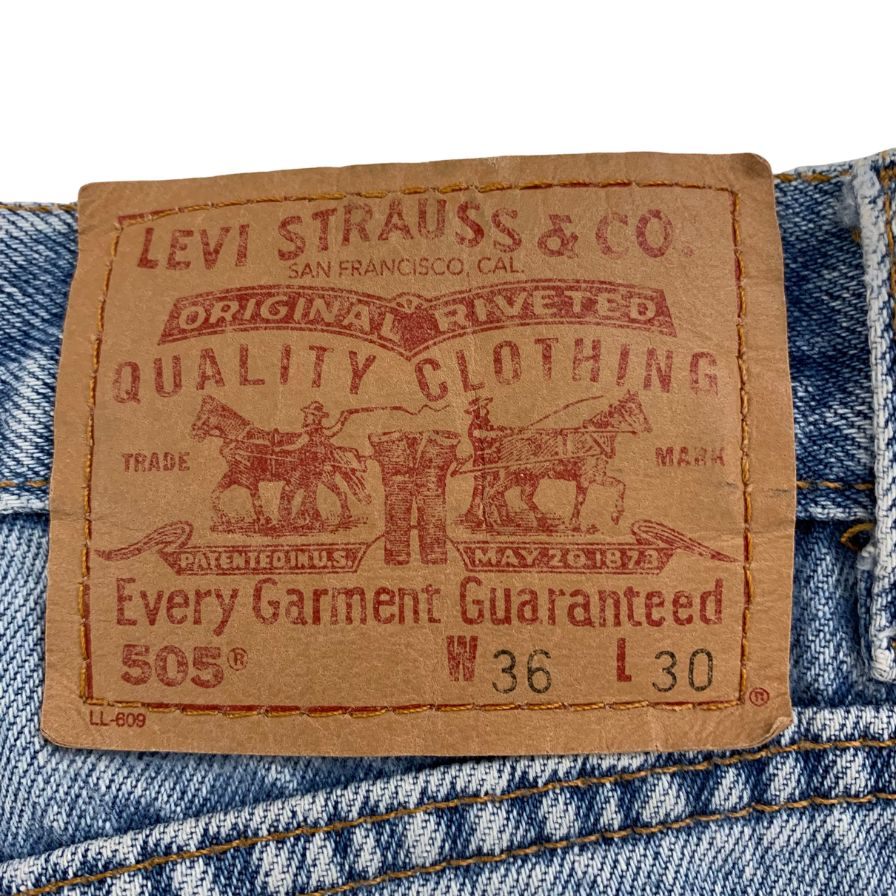 LEVI STRAUSS & CO.
SAN FRANCISCO, CAL.
ORIGINAL RIVETED
QUALITY CLOTHING
TRADE MARK
PATENTED IN U.S. MAY 20 1873
Every Garment Guaranteed
505® W 36 L 30
LL-609 ®